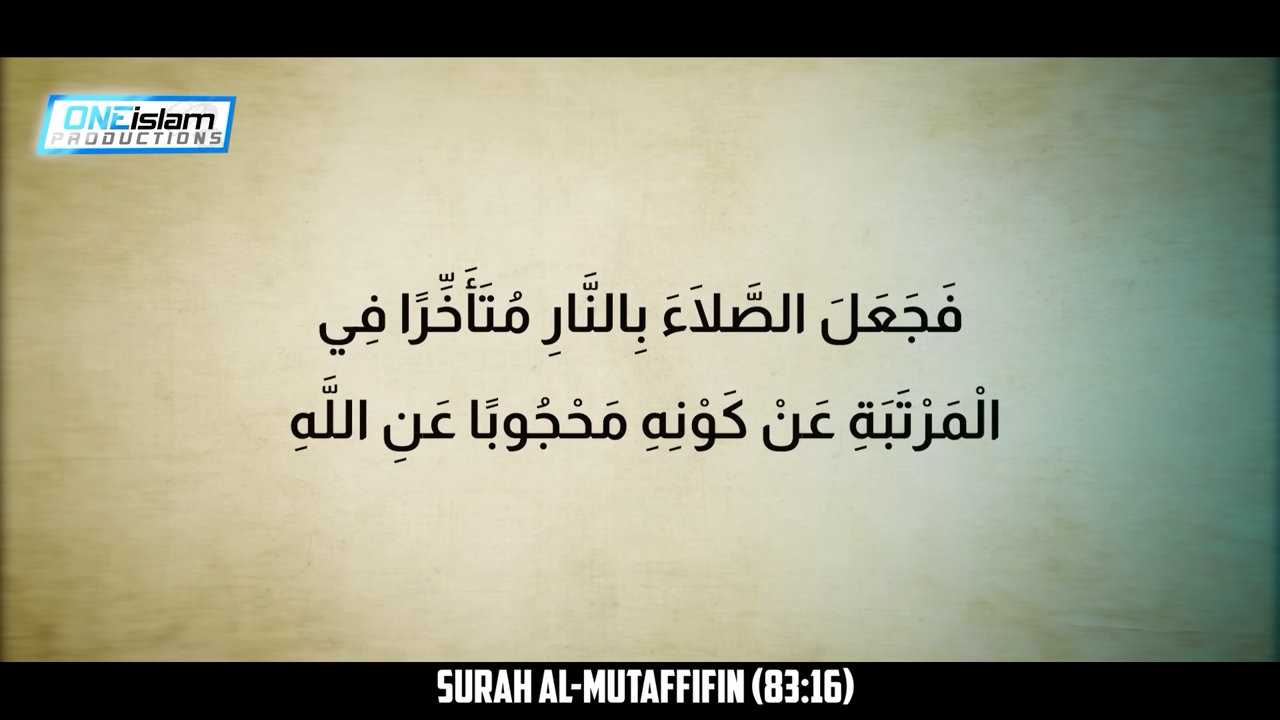 ONEislam
PRODUCTIONS
فَجَعَلَ الصَّلاَءَ بِالنَّارِ مُتَأَخِّرًا فِي
الْمَرْتَبَةِ عَنْ كَوْنِهِ مَحْجُوبًا عَنِ اللَّهِ
SURAH AL-MUTAFFIFIN (83:16)